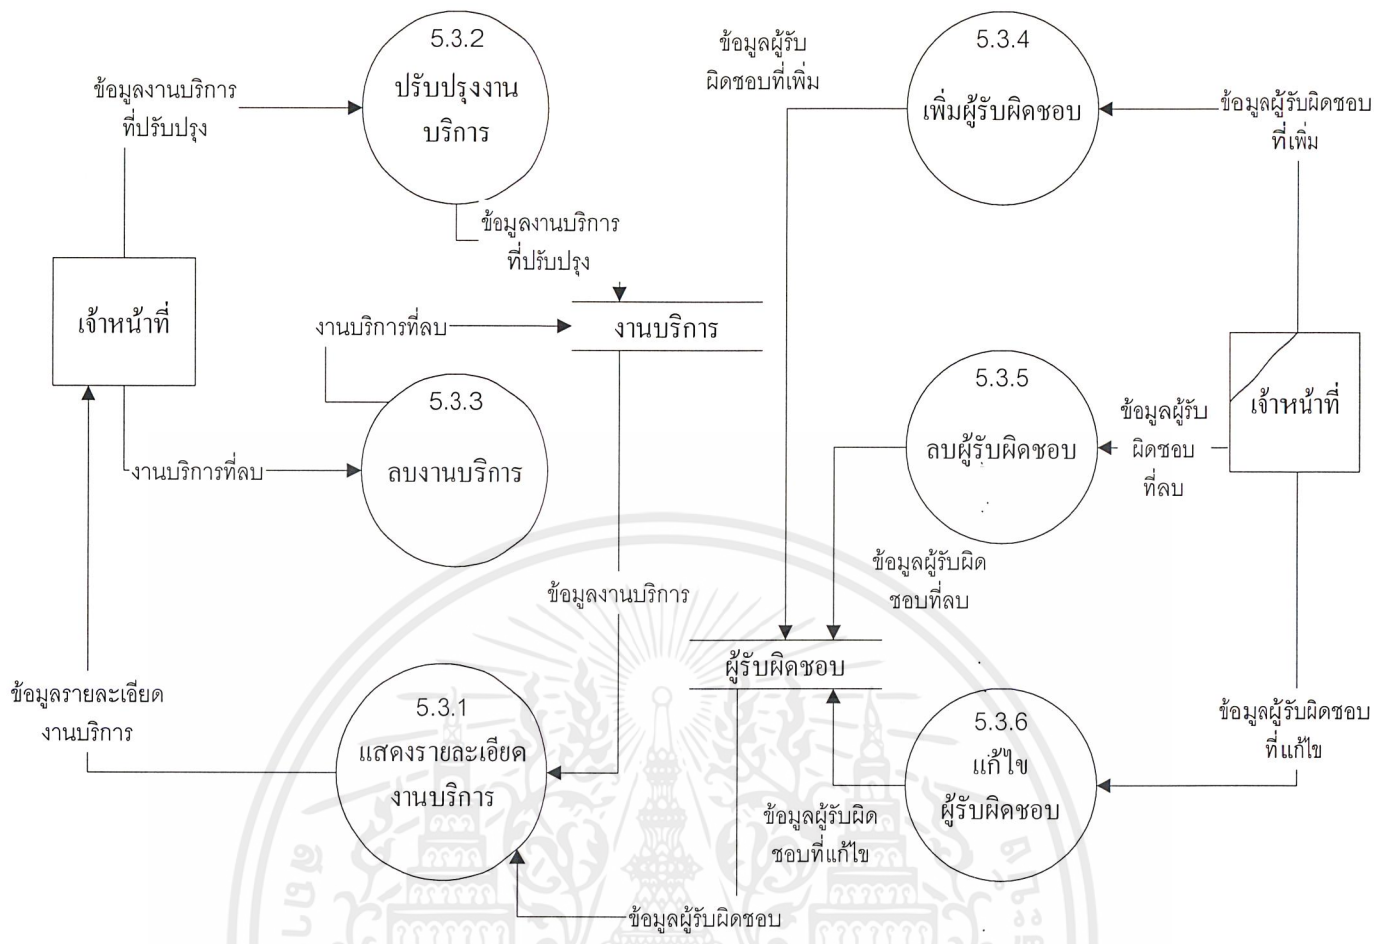 5.3.2
ปรับปรุงงาน
บริการ
ข้อมูลงานบริการ
ที่ปรับปรุง
ข้อมูลงานบริการ
ที่ปรับปรุง
เจ้าหน้าที่
งานบริการที่ลบ
งานบริการ
5.3.3
ลบงานบริการ
งานบริการที่ลบ
ข้อมูลงานบริการ
ข้อมูลรายละเอียด
งานบริการ
5.3.1
แสดงรายละเอียด
งานบริการ
ข้อมูลผู้รับผิดชอบ
ข้อมูลผู้รับ
ผิดชอบที่เพิ่ม
5.3.4
เพิ่มผู้รับผิดชอบ
ข้อมูลผู้รับผิดชอบ
ที่เพิ่ม
5.3.5
ลบผู้รับผิดชอบ
ข้อมูลผู้รับ
ผิดชอบ
ที่ลบ
เจ้าหน้าที่
ข้อมูลผู้รับผิด
ชอบที่ลบ
ผู้รับผิดชอบ
5.3.6
แก้ไข
ผู้รับผิดชอบ
ข้อมูลผู้รับผิดชอบ
ที่แก้ไข
ข้อมูลผู้รับผิด
ชอบที่แก้ไข